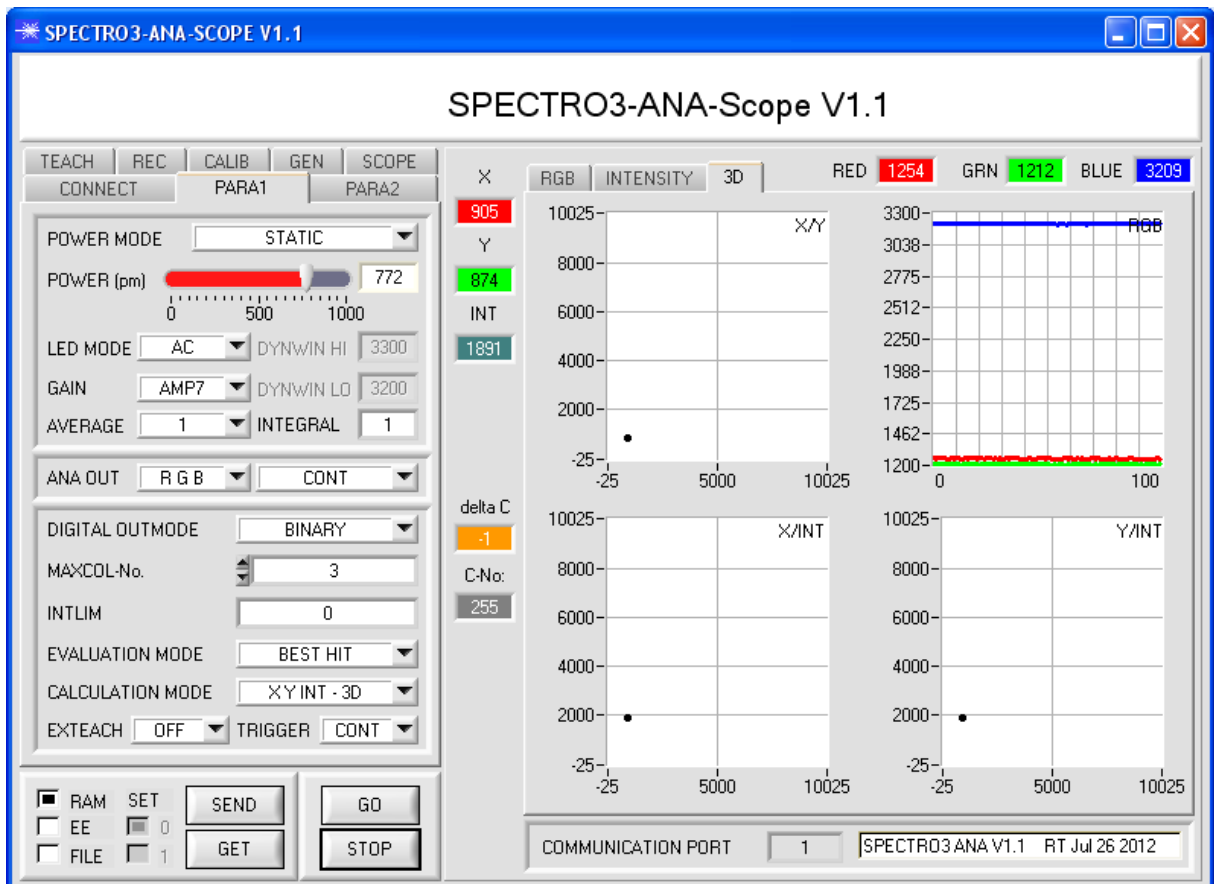 SPECTRO3-ANA-SCOPE V1.1
SPECTRO3-ANA-Scope V1.1
TEACH REC CALIB GEN SCOPE
CONNECT PARA1 PARA2
POWER MODE STATIC
POWER (pm) 772
0 500 1000
LED MODE AC DYNWIN HI 3300
GAIN AMP7 DYNWIN LO 3200
AVERAGE 1 INTEGRAL 1
ANA OUT R G B CONT
DIGITAL OUTMODE BINARY
MAXCOL-No. 3
INTLIM 0
EVALUATION MODE BEST HIT
CALCULATION MODE X Y INT - 3D
EXTEACH OFF TRIGGER CONT
RAM SET SEND GO
EE 0
FILE 1 GET STOP
X
905
Y
874
INT
1891
delta C
-1
C-No:
255
RGB INTENSITY 3D RED 1254 GRN 1212 BLUE 3209
X/Y
10025
8000
6000
4000
2000
-25
-25 5000 10025
RGB
3300
3038
2775
2512
2250
1988
1725
1462
1200
0 100
X/INT
10025
8000
6000
4000
2000
-25
-25 5000 10025
Y/INT
10025
8000
6000
4000
2000
-25
-25 5000 10025
COMMUNICATION PORT 1 SPECTRO3 ANA V1.1 RT Jul 26 2012